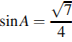 sinA = √7/4